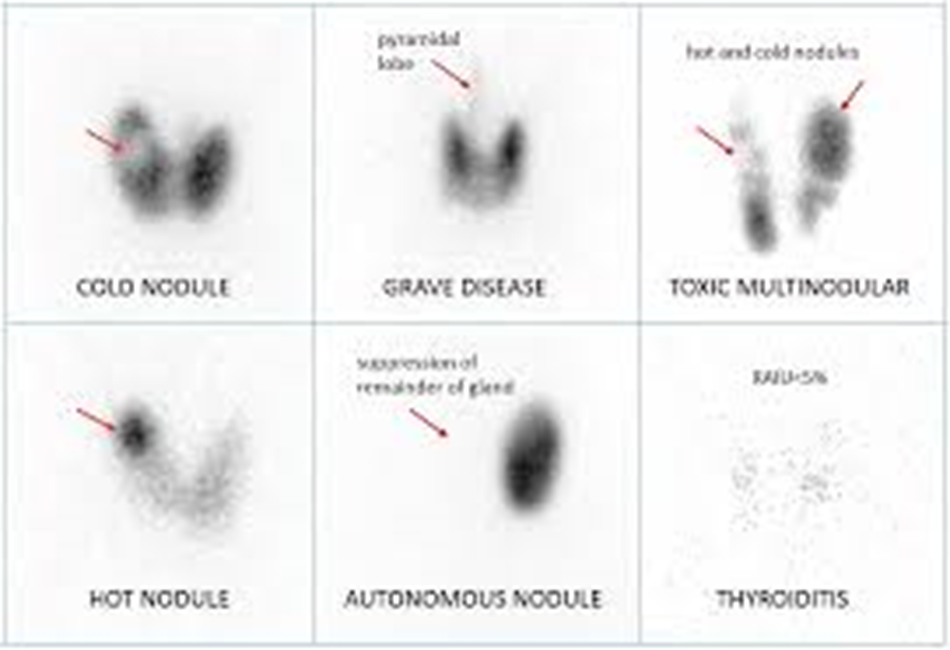 pyramidal
lobe
hot and cold nodules
COLD NODULE
GRAVE DISEASE
TOXIC MULTINODULAR
suppression of
remainder of gland
RAIU<5%
HOT NODULE
AUTONOMOUS NODULE
THYROIDITIS